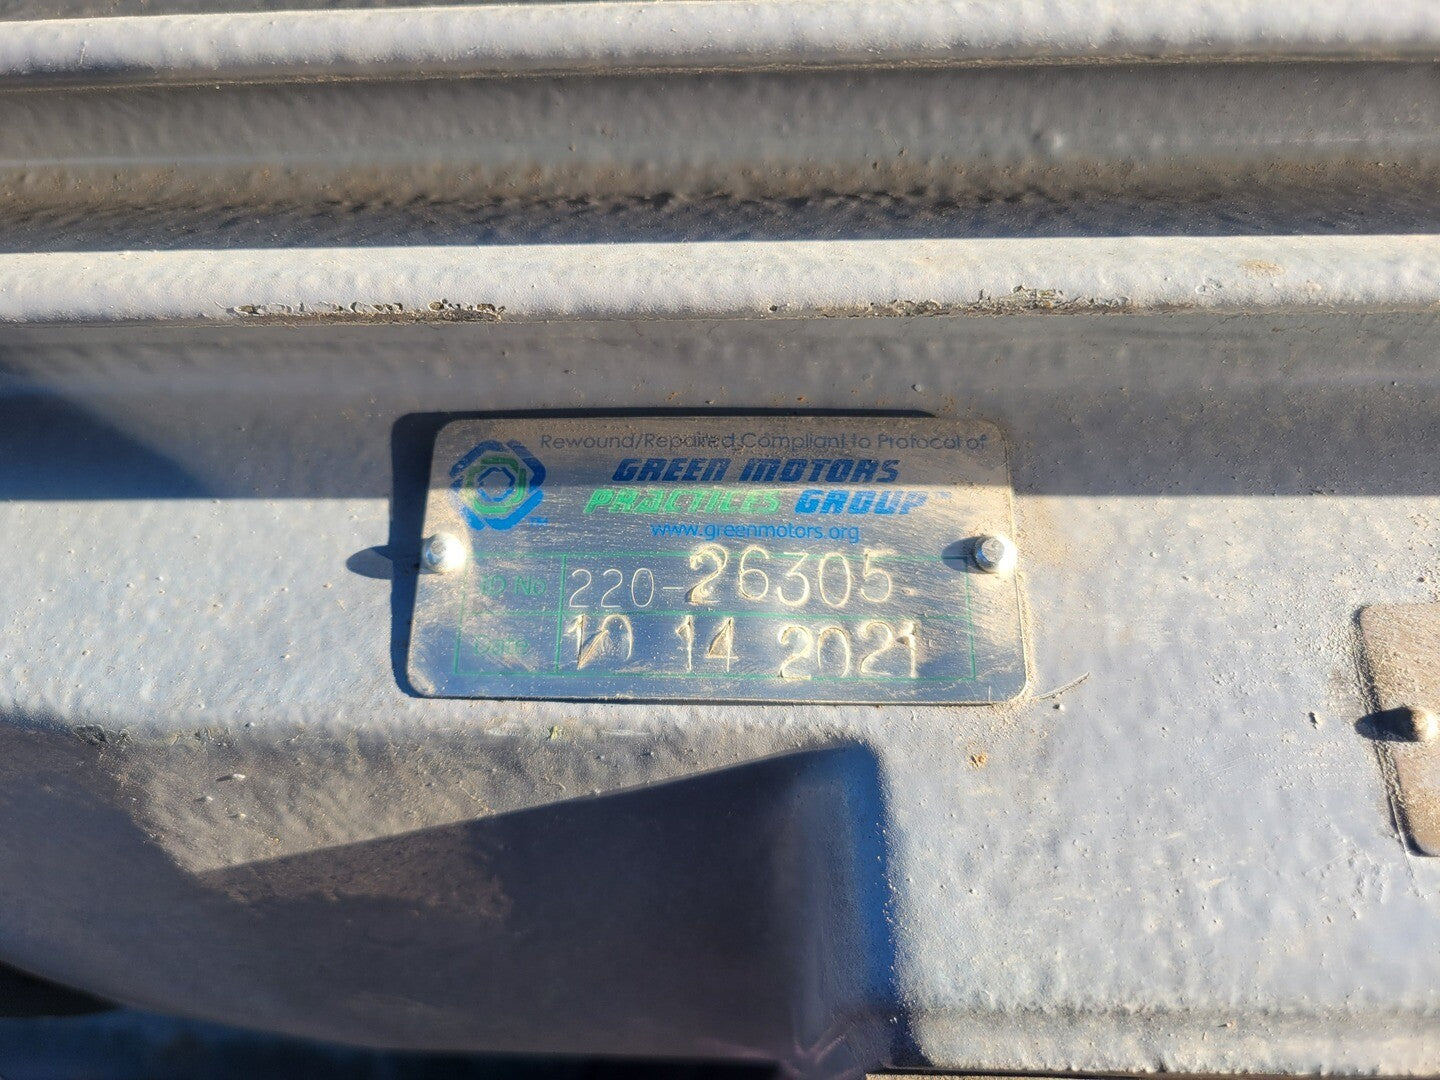 Rewound/Repaired Compliant to Protocol of
GREEN MOTORS
PRACTICES GROUP™
www.greenmotors.org
ID No 220-26305
Date 10 14 2021